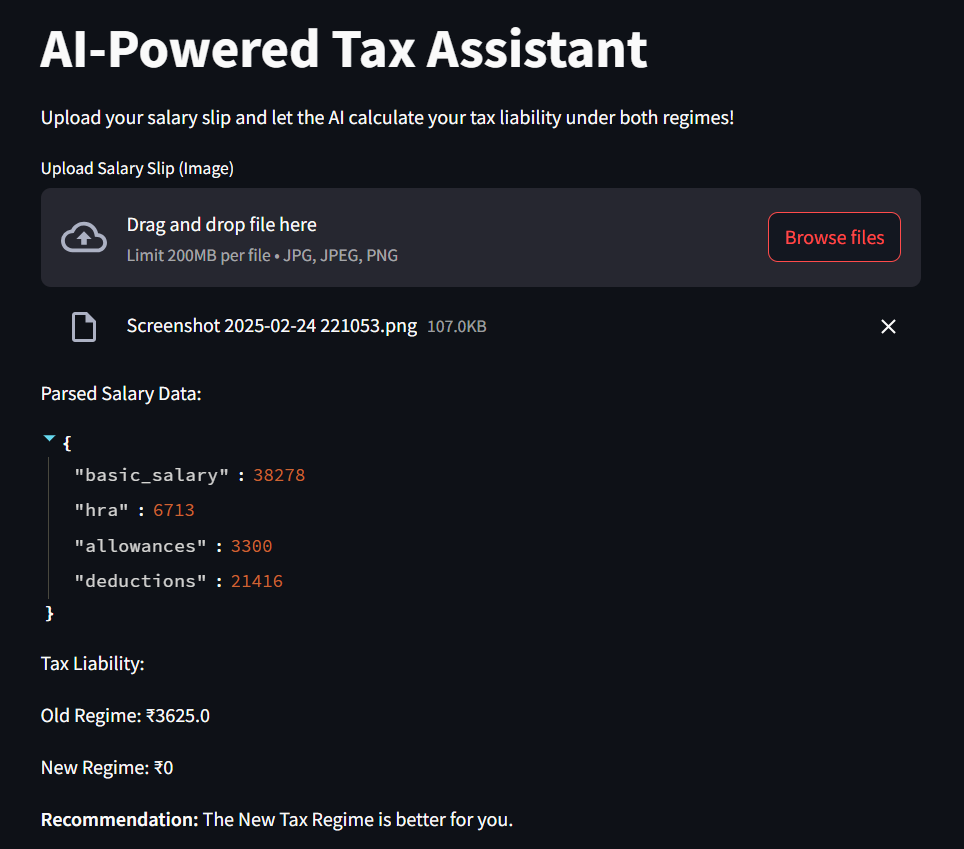 AI-Powered Tax Assistant
Upload your salary slip and let the AI calculate your tax liability under both regimes!
Upload Salary Slip (Image)
Drag and drop file here
Limit 200MB per file • JPG, JPEG, PNG
Browse files
Screenshot 2025-02-24 221053.png 107.0KB
Parsed Salary Data:
{
"basic_salary" : 38278
"hra" : 6713
"allowances" : 3300
"deductions" : 21416
}
Tax Liability:
Old Regime: ₹3625.0
New Regime: ₹0
Recommendation: The New Tax Regime is better for you.